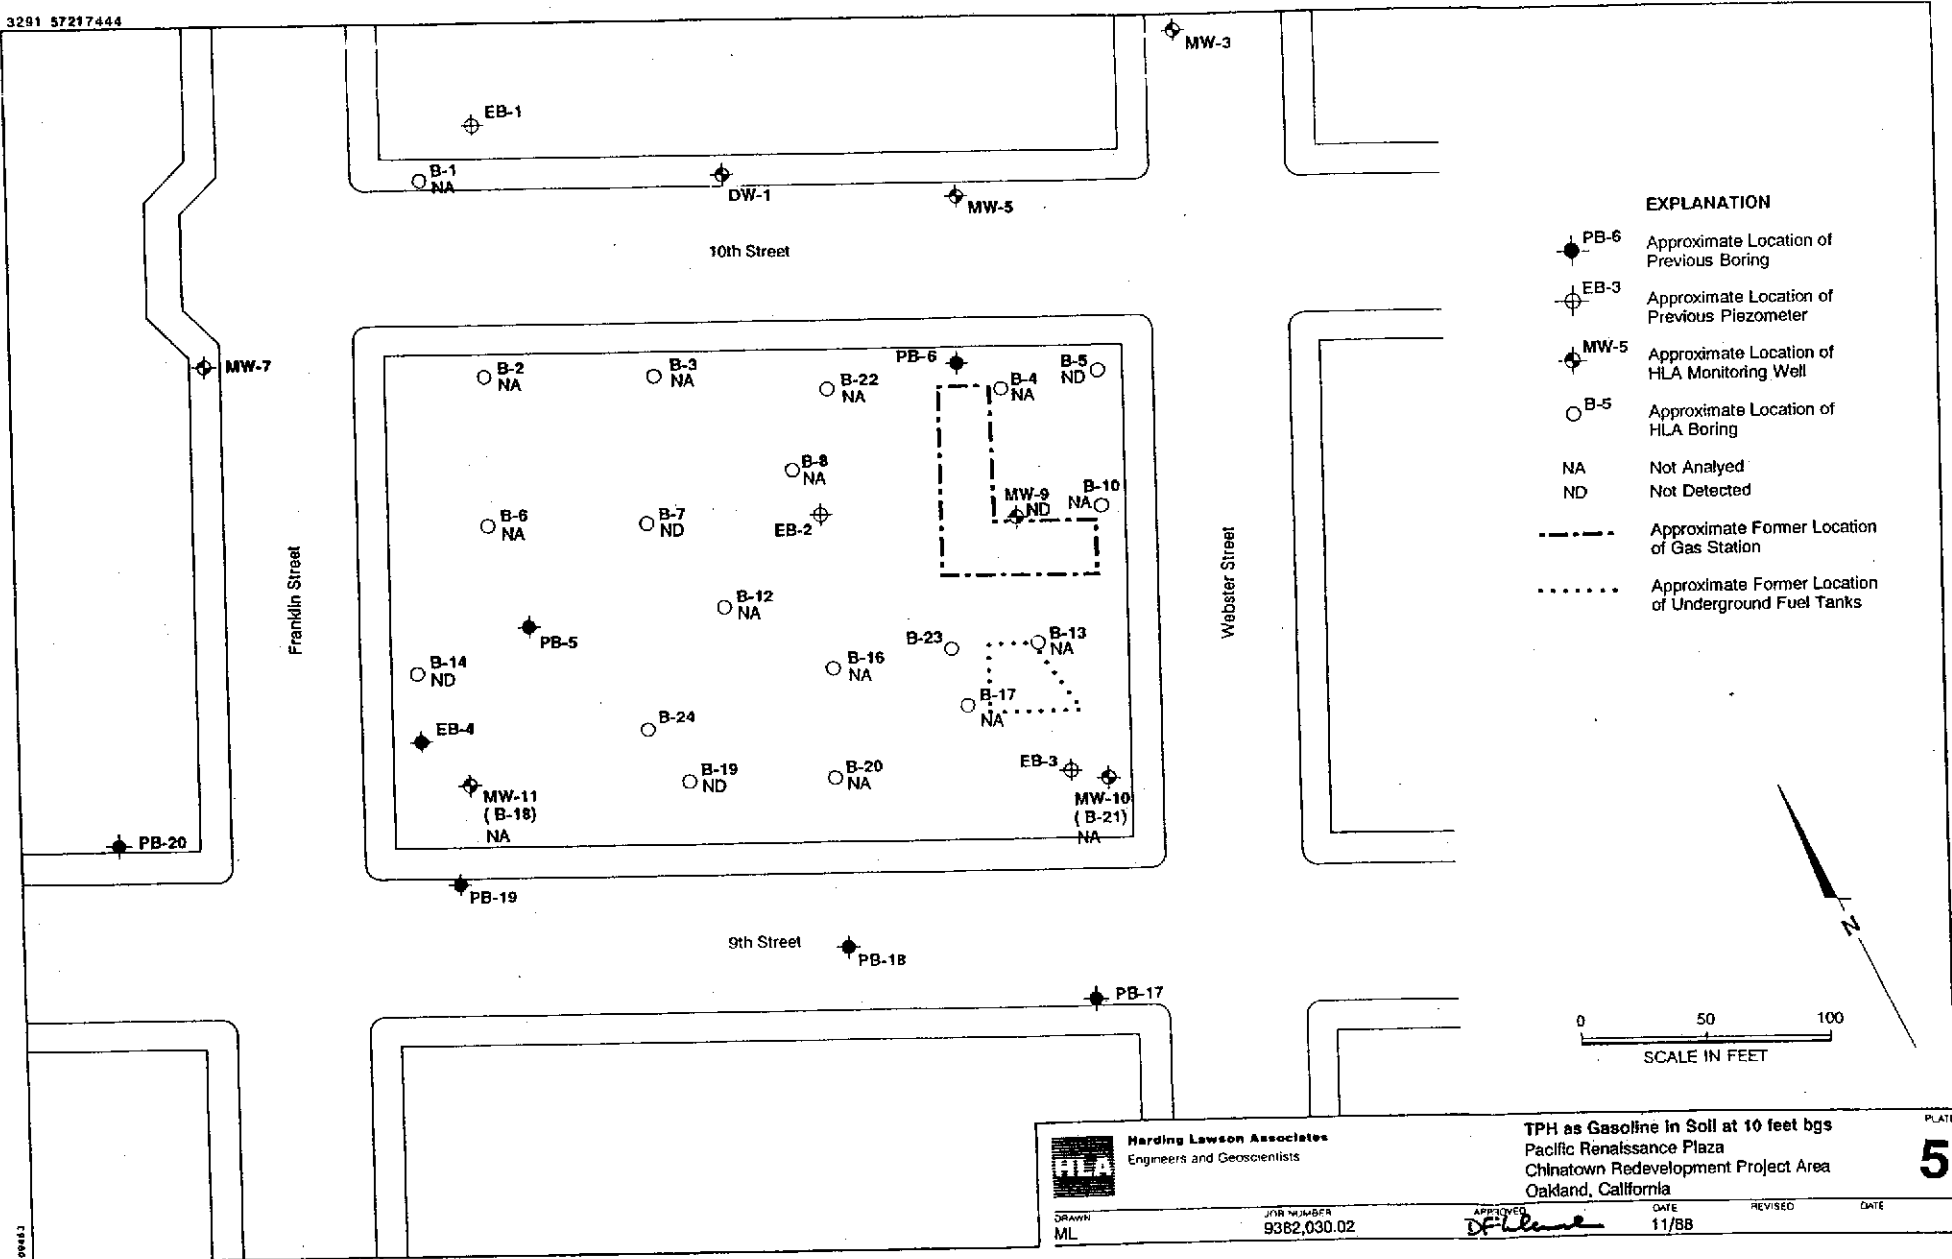 3291 57217444
MW-3
EB-1
B-1
NA
DW-1
MW-5
10th Street
EXPLANATION
PB-6
Approximate Location of
Previous Boring
EB-3
Approximate Location of
Previous Piezometer
MW-5
Approximate Location of
HLA Monitoring Well
B-5
Approximate Location of
HLA Boring
NA
Not Analyed
ND
Not Detected
Approximate Former Location
of Gas Station
Approximate Former Location
of Underground Fuel Tanks
MW-7
B-2
NA
B-3
NA
B-22
NA
PB-6
B-4
NA
B-5
ND
B-8
NA
B-6
NA
B-7
ND
EB-2
MW-9
ND
B-10
NA
Franklin Street
Webster Street
B-12
NA
PB-5
B-14
ND
B-16
NA
B-23
B-13
NA
B-17
NA
EB-4
B-24
B-19
ND
B-20
NA
EB-3
MW-11
(B-18)
NA
MW-10
(B-21)
NA
PB-20
PB-19
9th Street
PB-18
PB-17
N
0 50 100
SCALE IN FEET
HLA
Harding Lawson Associates
Engineers and Geoscientists
TPH as Gasoline in Soil at 10 feet bgs
Pacific Renaissance Plaza
Chinatown Redevelopment Project Area
Oakland, California
PLATE
5
DRAWN
ML
JOB NUMBER
9382,030.02
APPROVED
DATE
11/88
REVISED
DATE